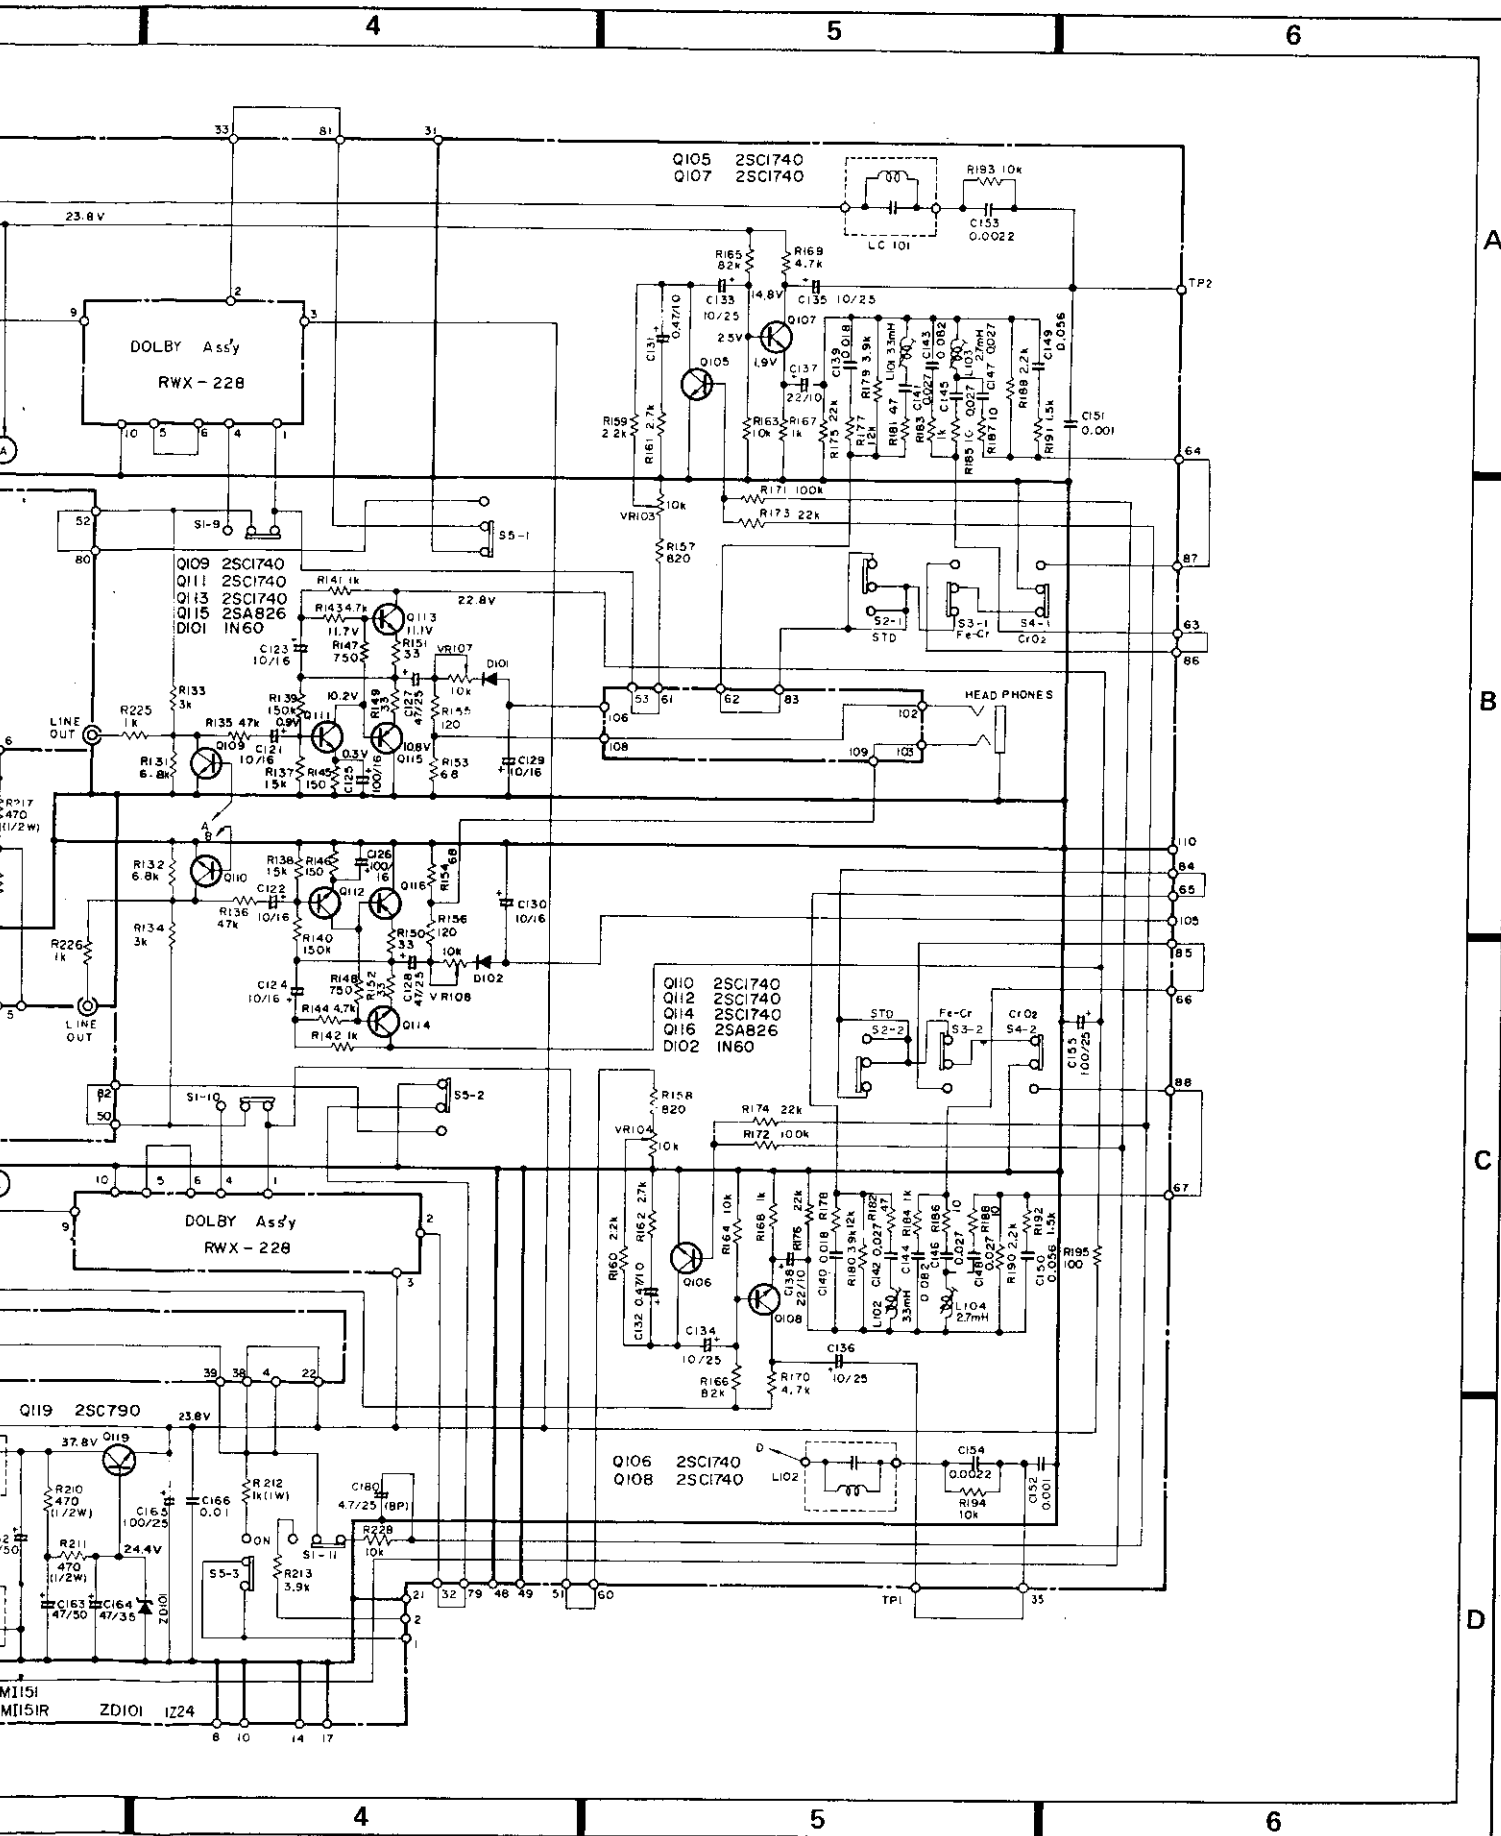 4 5 6
33 81 31
Q105 2SC1740
Q107 2SC1740
R193 10k
C153
0.0022
LC 101
23.8V
A
R165
82k
R169
4.7k
TP2
2
9 3
DOLBY Ass'y
RWX-228
10 5 6 4 1
A
C133
10/25
14.8V
C135 10/25
C131
0.47/10
Q107
2.5V
1.9V
Q105
C137
22/10
R159
2.2k
R161 2.7k
R163
10k
R167
1k
R175 22k
C139
0.018
R177
12k
R179 3.9k
L101 33mH
R181 47
C141
0.027
C143
0.082
R183
1k
C145
0.027
L103
2.7mH
R185 10
C147 0.027
R187 10
R188 2.2k
C149
0.056
R191 1.5k
C151
0.001
64
R171 100k
10k
VR103
R173 22k
R157
820
52
S1-9
80
S5-1
Q109 2SC1740
Q111 2SC1740
Q113 2SC1740
Q115 2SA826
D101 1N60
R141 1k
22.8V
R143 4.7k
11.7V
Q113
11.1V
R147
750
R151
33
C123
10/16
VR107
D101
10k
87
S2-1
STD
S3-1
Fe-Cr
S4-1
CrO2
63
86
B
R133
3k
R139
150k
0.9V
10.2V
R149
33
C127
47/25
R155
120
53 61 62 83
HEAD PHONES
106 102
108 109 103
LINE
OUT
R225
1k
R135 47k
Q109
C121
10/16
Q111
0.3V
10.8V
Q115
R131
6.8k
R137
15k
R145
150
C125
100/16
R153
68
C129
10/16
6
R217
470
(1/2W)
A
B
R132
6.8k
Q110
R138
15k
R146
150
C126
100/
16
Q116
R154
68
C122
10/16
Q112
C130
10/16
R136
47k
R134
3k
R140
150k
R150
33
R156
120
10k
D102
R226
1k
C124
10/16
R148
750
R152
33
C128
47/25
VR108
R144 4.7k
Q114
R142 1k
5
LINE
OUT
110
84
65
105
85
66
Q110 2SC1740
Q112 2SC1740
Q114 2SC1740
Q116 2SA826
D102 1N60
STD
S2-2
Fe-Cr
S3-2
CrO2
S4-2
C155
100/25
82
50
S1-10
S5-2
R158
820
VR104
10k
R174 22k
R172 100k
88
C
10 5 6 4 1
9 2
DOLBY Ass'y
RWX-228
3
67
R160 2.2k
R162 2.7k
C132 0.47/10
Q106
R164 10k
R168 1k
R176 22k
C138
22/10
Q108
R178
12k
C140 0.018
R180 3.9k
R182
47
C142 0.027
L102
33mH
R184 1k
C144
0.082
R186
10
C146
0.027
L104
2.7mH
R188
10
C148
0.027
R190 2.2k
R192
1.5k
C150
0.056
R195
100
C134
10/25
C136
10/25
R166
82k
R170
4.7k
39 38 4 22
Q119 2SC790
23.8V
37.8V
Q119
Q106 2SC1740
Q108 2SC1740
D
L102
C154
0.0022
R194
10k
C152
0.001
R210
470
(1/2W)
C165
100/25
C166
0.01
R212
1k(1W)
C180
4.7/25 (BP)
ON
R228
10k
S1-11
R211
470
(1/2W)
24.4V
S5-3
R213
3.9k
C163
47/50
C164
47/35
ZD101
21 32 79 48 49 51 60
2
1
TP1
35
D
M1151
M1151R ZD101 1Z24
8 10 14 17
4 5 6